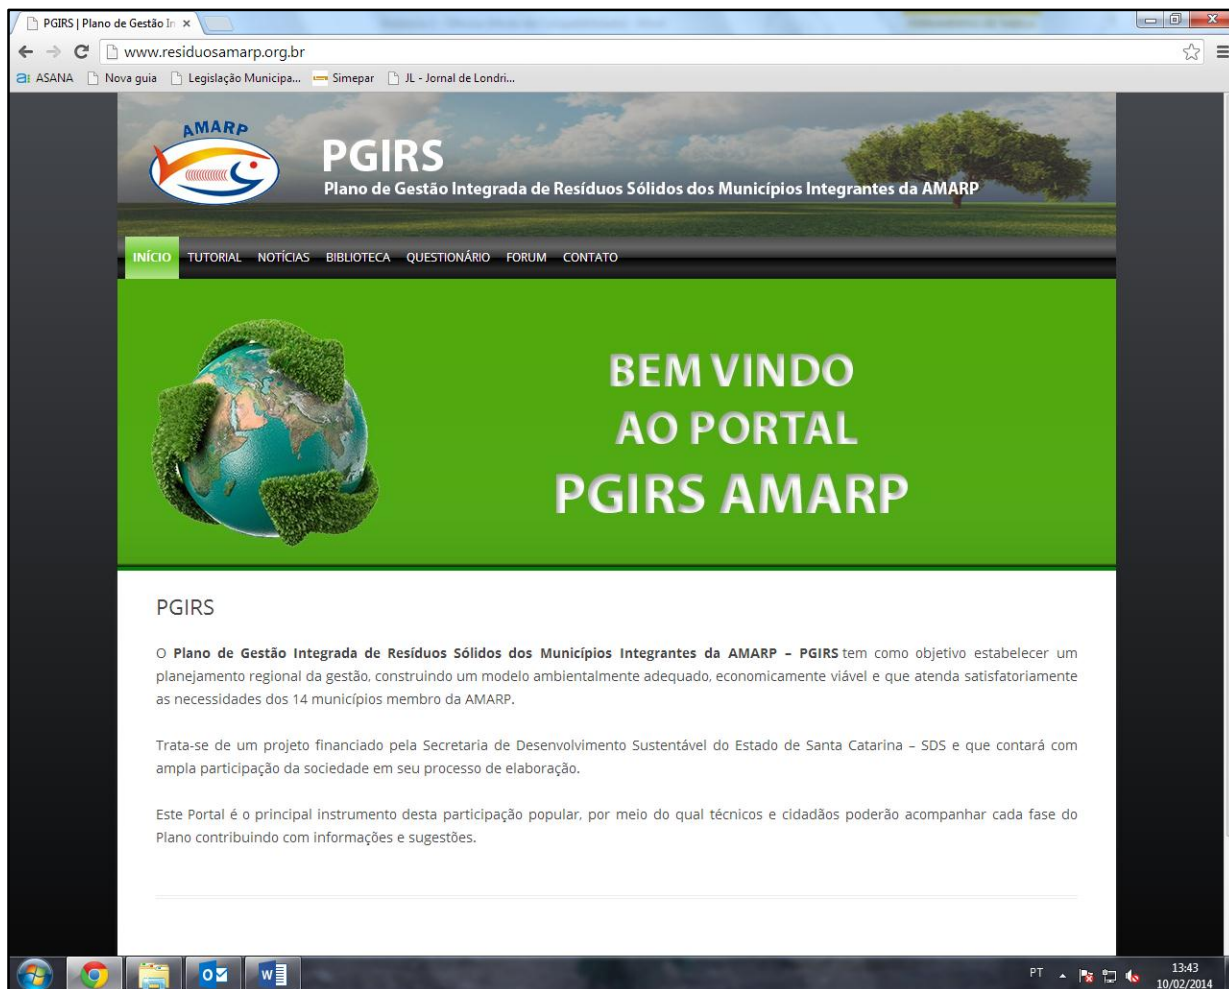 PGIRS | Plano de Gestão In
www.residuosamarp.org.br
ASANA Nova guia Legislação Municipa... Simepar JL - Jornal de Londri...
AMARP
PGIRS
Plano de Gestão Integrada de Resíduos Sólidos dos Municípios Integrantes da AMARP
INÍCIO TUTORIAL NOTÍCIAS BIBLIOTECA QUESTIONÁRIO FORUM CONTATO
BEM VINDO
AO PORTAL
PGIRS AMARP
PGIRS
O Plano de Gestão Integrada de Resíduos Sólidos dos Municípios Integrantes da AMARP – PGIRS tem como objetivo estabelecer um
planejamento regional da gestão, construindo um modelo ambientalmente adequado, economicamente viável e que atenda satisfatoriamente
as necessidades dos 14 municípios membro da AMARP.
Trata-se de um projeto financiado pela Secretaria de Desenvolvimento Sustentável do Estado de Santa Catarina – SDS e que contará com
ampla participação da sociedade em seu processo de elaboração.
Este Portal é o principal instrumento desta participação popular, por meio do qual técnicos e cidadãos poderão acompanhar cada fase do
Plano contribuindo com informações e sugestões.
PT
13:43
10/02/2014